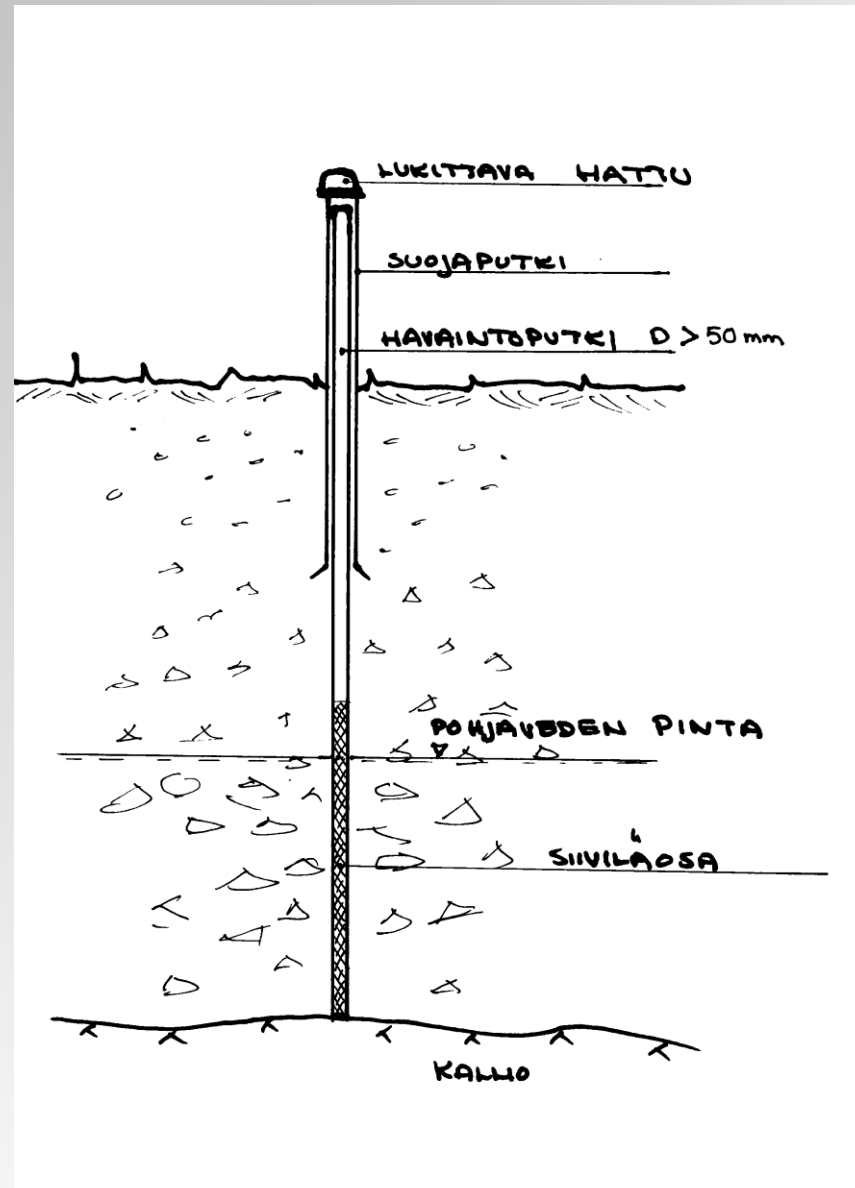 LUKITTAVA HATTU
SUOJAPUTKI
HAVAINTOPUTKI D > 50 mm
POHJAVEDEN PINTA
SIIVILÄOSA
KALLIO